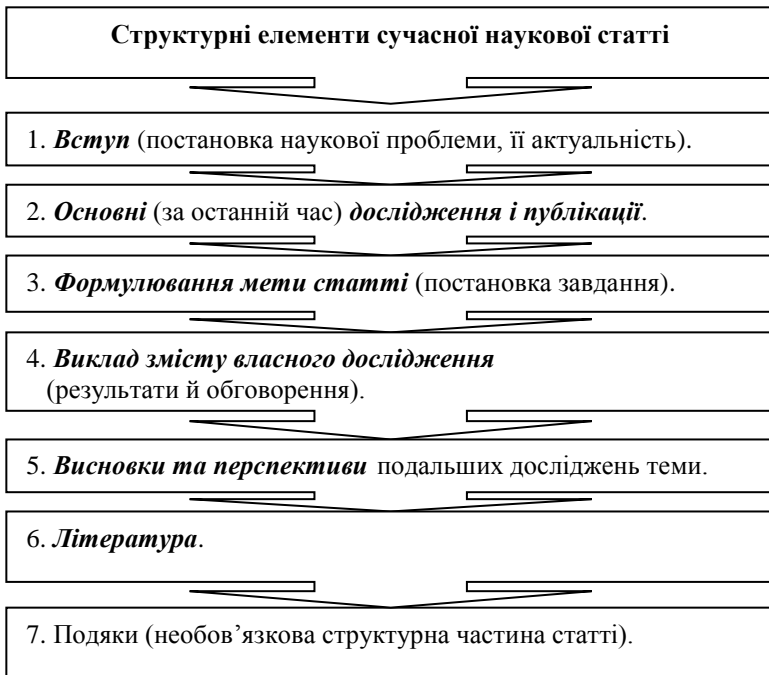 Структурні елементи сучасної наукової статті
1. Вступ (постановка наукової проблеми, її актуальність).
2. Основні (за останній час) дослідження і публікації.
3. Формулювання мети статті (постановка завдання).
4. Виклад змісту власного дослідження
(результати й обговорення).
5. Висновки та перспективи подальших досліджень теми.
6. Література.
7. Подяки (необов’язкова структурна частина статті).